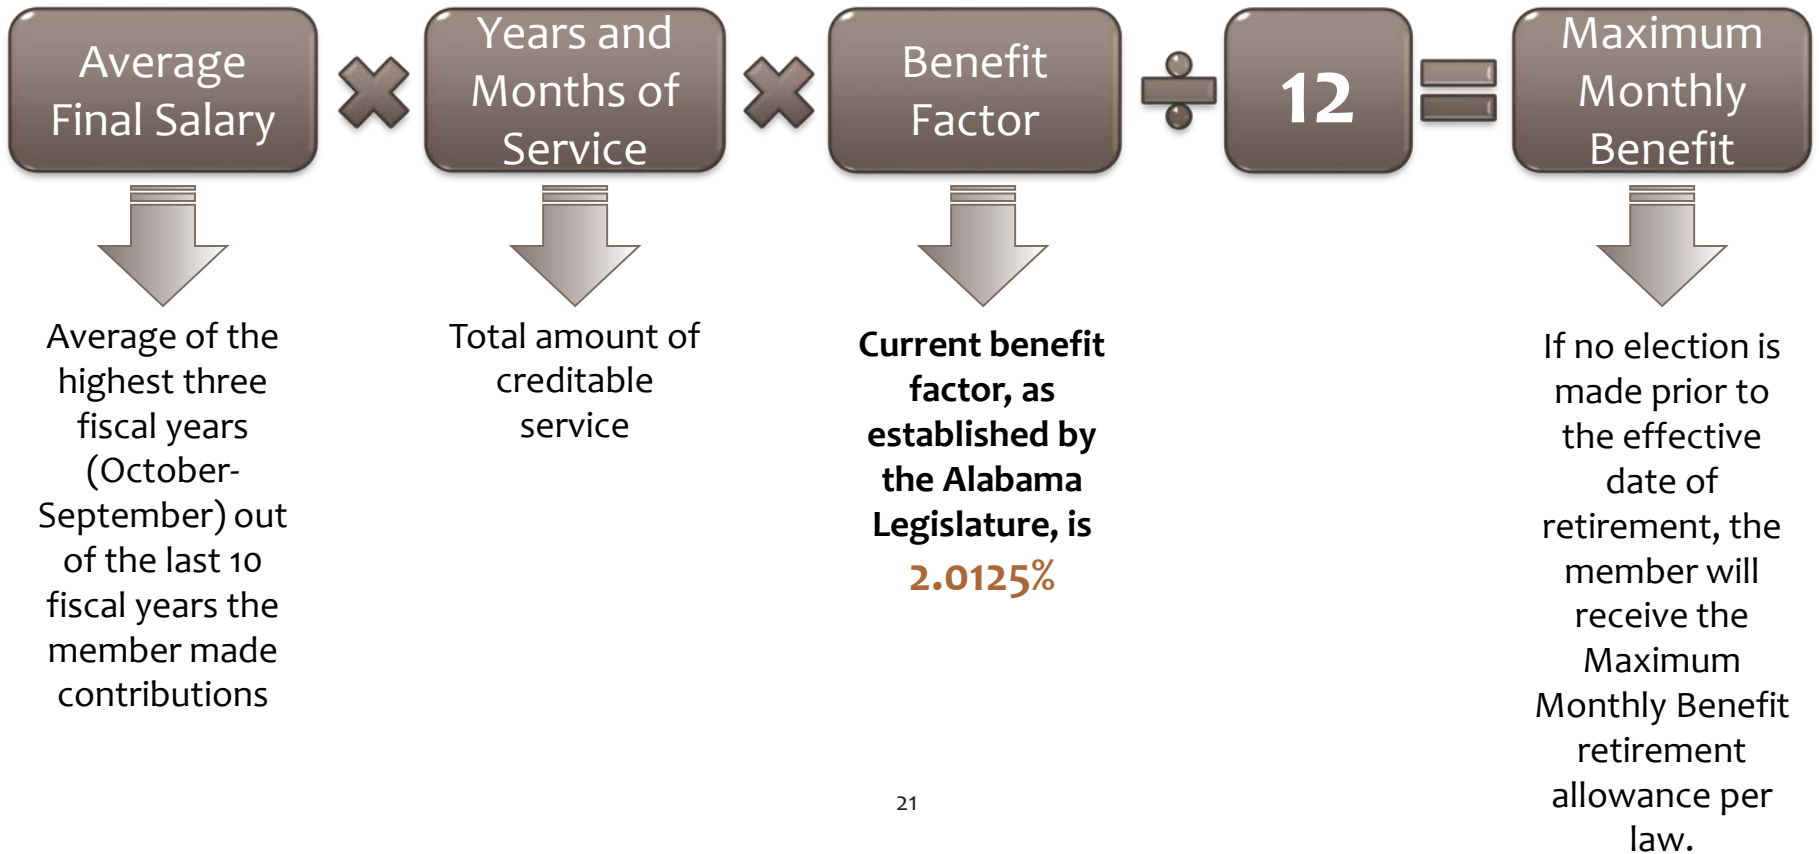 Average
Final Salary
Years and
Months of
Service
Benefit
Factor
12
Maximum
Monthly
Benefit
Average of the
highest three
fiscal years
(October-
September) out
of the last 10
fiscal years the
member made
contributions
Total amount of
creditable
service
Current benefit
factor, as
established by
the Alabama
Legislature, is
2.0125%
If no election is
made prior to
the effective
date of
retirement, the
member will
receive the
Maximum
Monthly Benefit
retirement
allowance per
law.
21